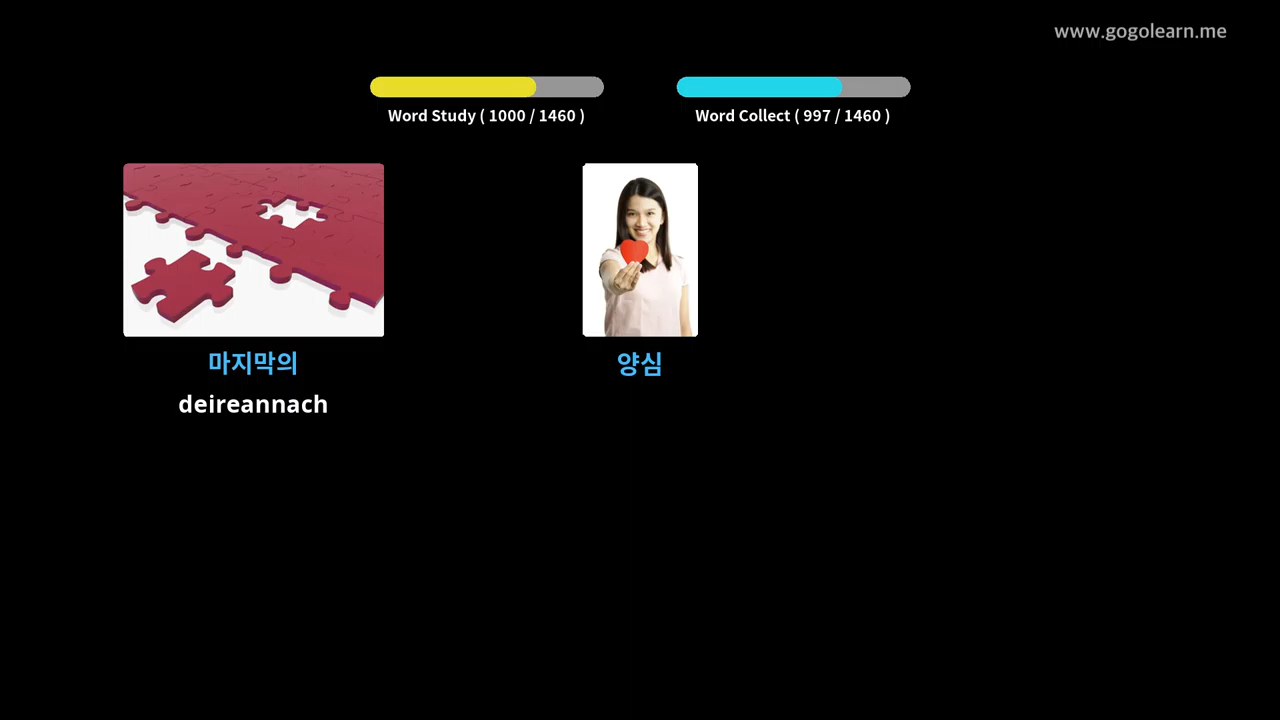 www.gogolearn.me
Word Study ( 1000 / 1460 )
Word Collect ( 997 / 1460 )
마지막의
deireannach
양심